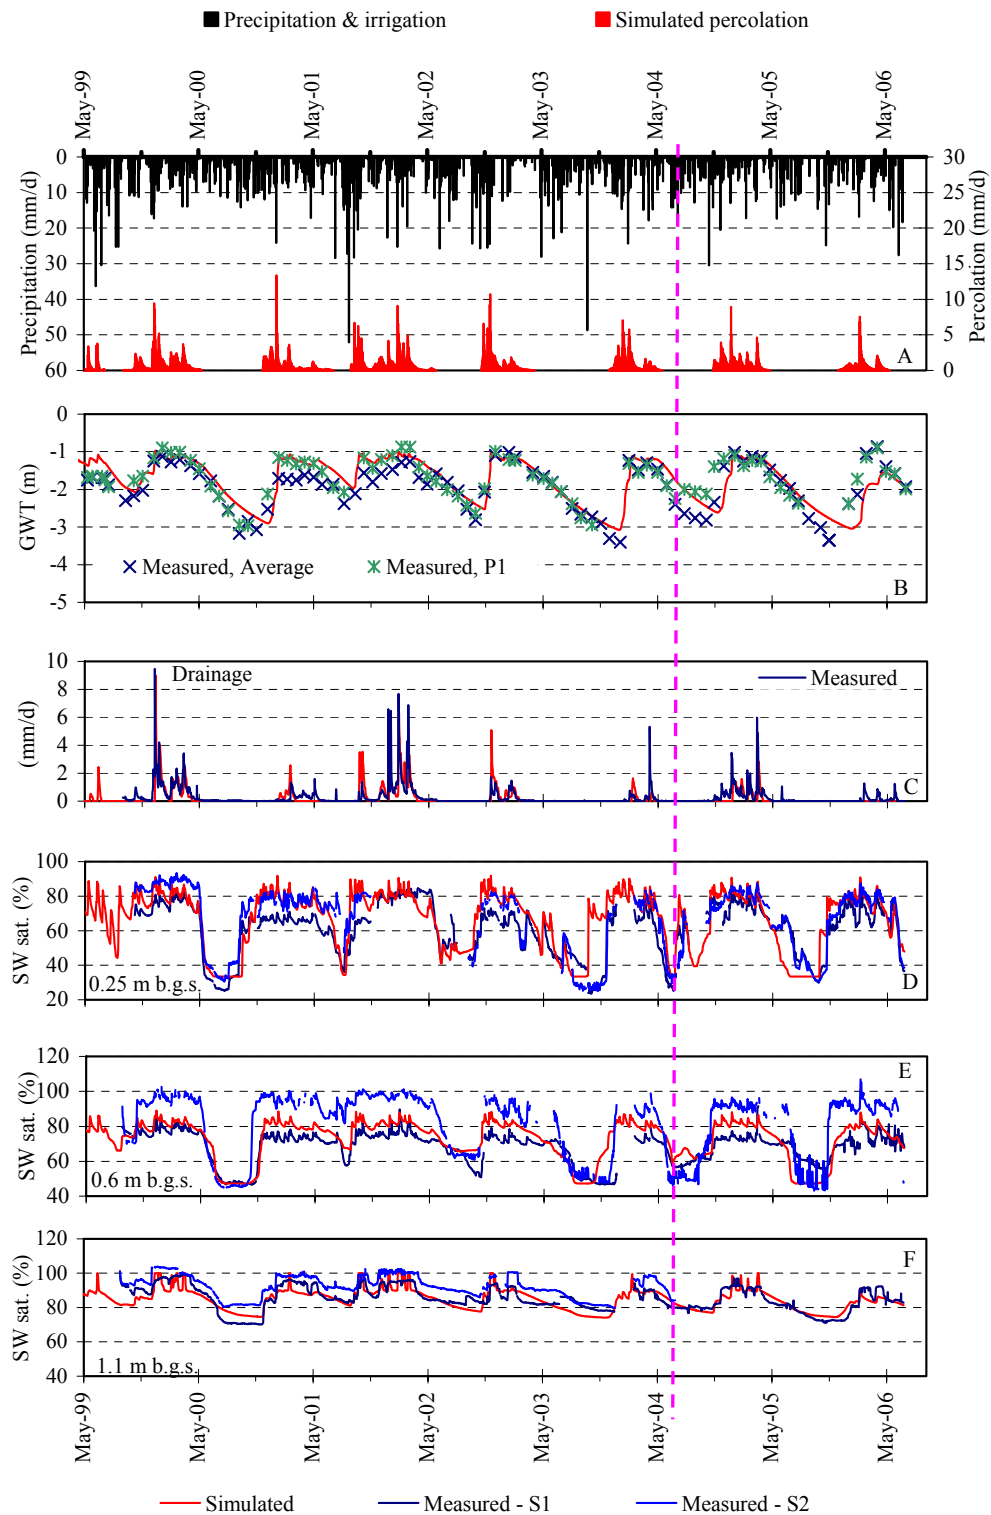 Precipitation & irrigation Simulated percolation
May-99 May-00 May-01 May-02 May-03 May-04 May-05 May-06
Precipitation (mm/d)
0
10
20
30
40
50
60
Percolation (mm/d)
30
25
20
15
10
5
0
A
GWT (m)
0
-1
-2
-3
-4
-5
Measured, Average Measured, P1
B
(mm/d)
10
8
6
4
2
0
Drainage Measured
C
SW sat. (%)
100
80
60
40
20
0.25 m b.g.s.
D
SW sat. (%)
120
100
80
60
40
0.6 m b.g.s.
E
SW sat. (%)
120
100
80
60
40
1.1 m b.g.s.
F
May-99 May-00 May-01 May-02 May-03 May-04 May-05 May-06
Simulated Measured - S1 Measured - S2